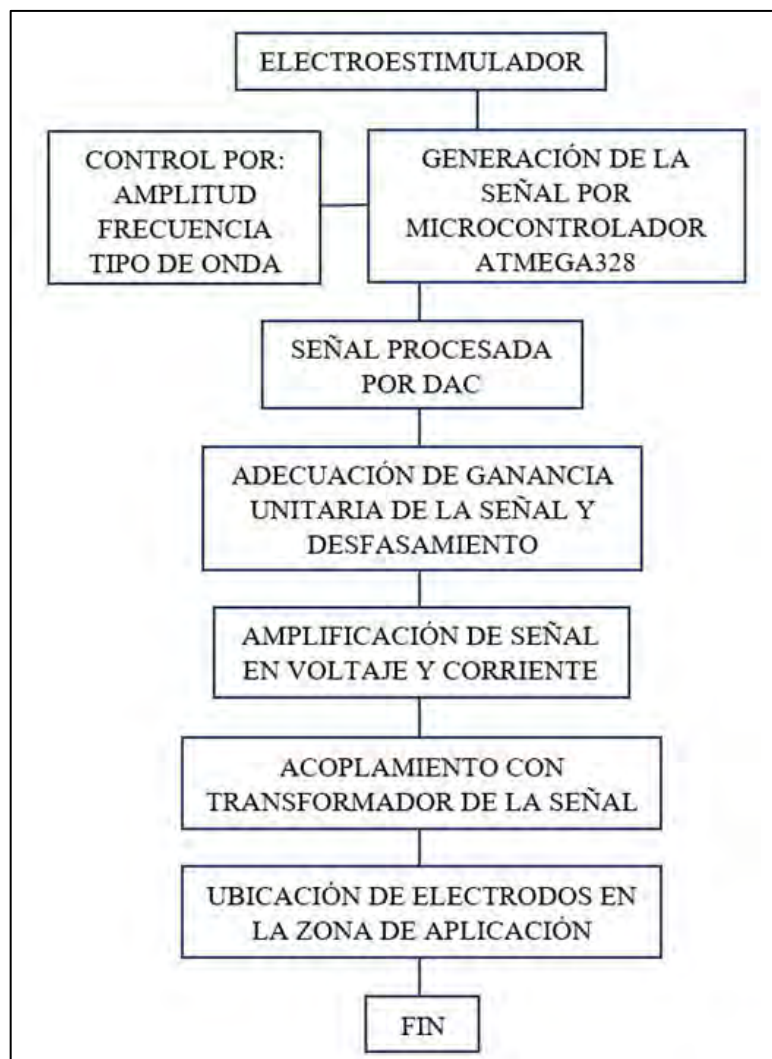 ELECTROESTIMULADOR
CONTROL POR:
AMPLITUD
FRECUENCIA
TIPO DE ONDA
GENERACIÓN DE LA
SEÑAL POR
MICROCONTROLADOR
ATMEGA328
SEÑAL PROCESADA
POR DAC
ADECUACIÓN DE GANANCIA
UNITARIA DE LA SEÑAL Y
DESFASAMIENTO
AMPLIFICACIÓN DE SEÑAL
EN VOLTAJE Y CORRIENTE
ACOPLAMIENTO CON
TRANSFORMADOR DE LA SEÑAL
UBICACIÓN DE ELECTRODOS EN
LA ZONA DE APLICACIÓN
FIN